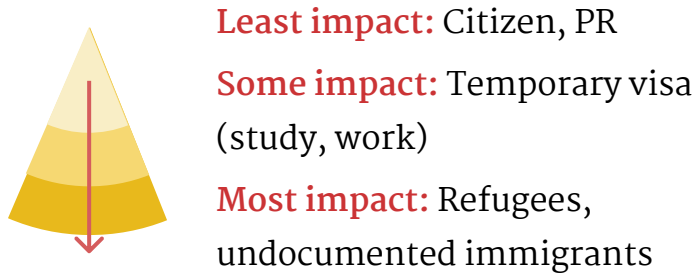 Least impact: Citizen, PR
Some impact: Temporary visa
(study, work)
Most impact: Refugees,
undocumented immigrants